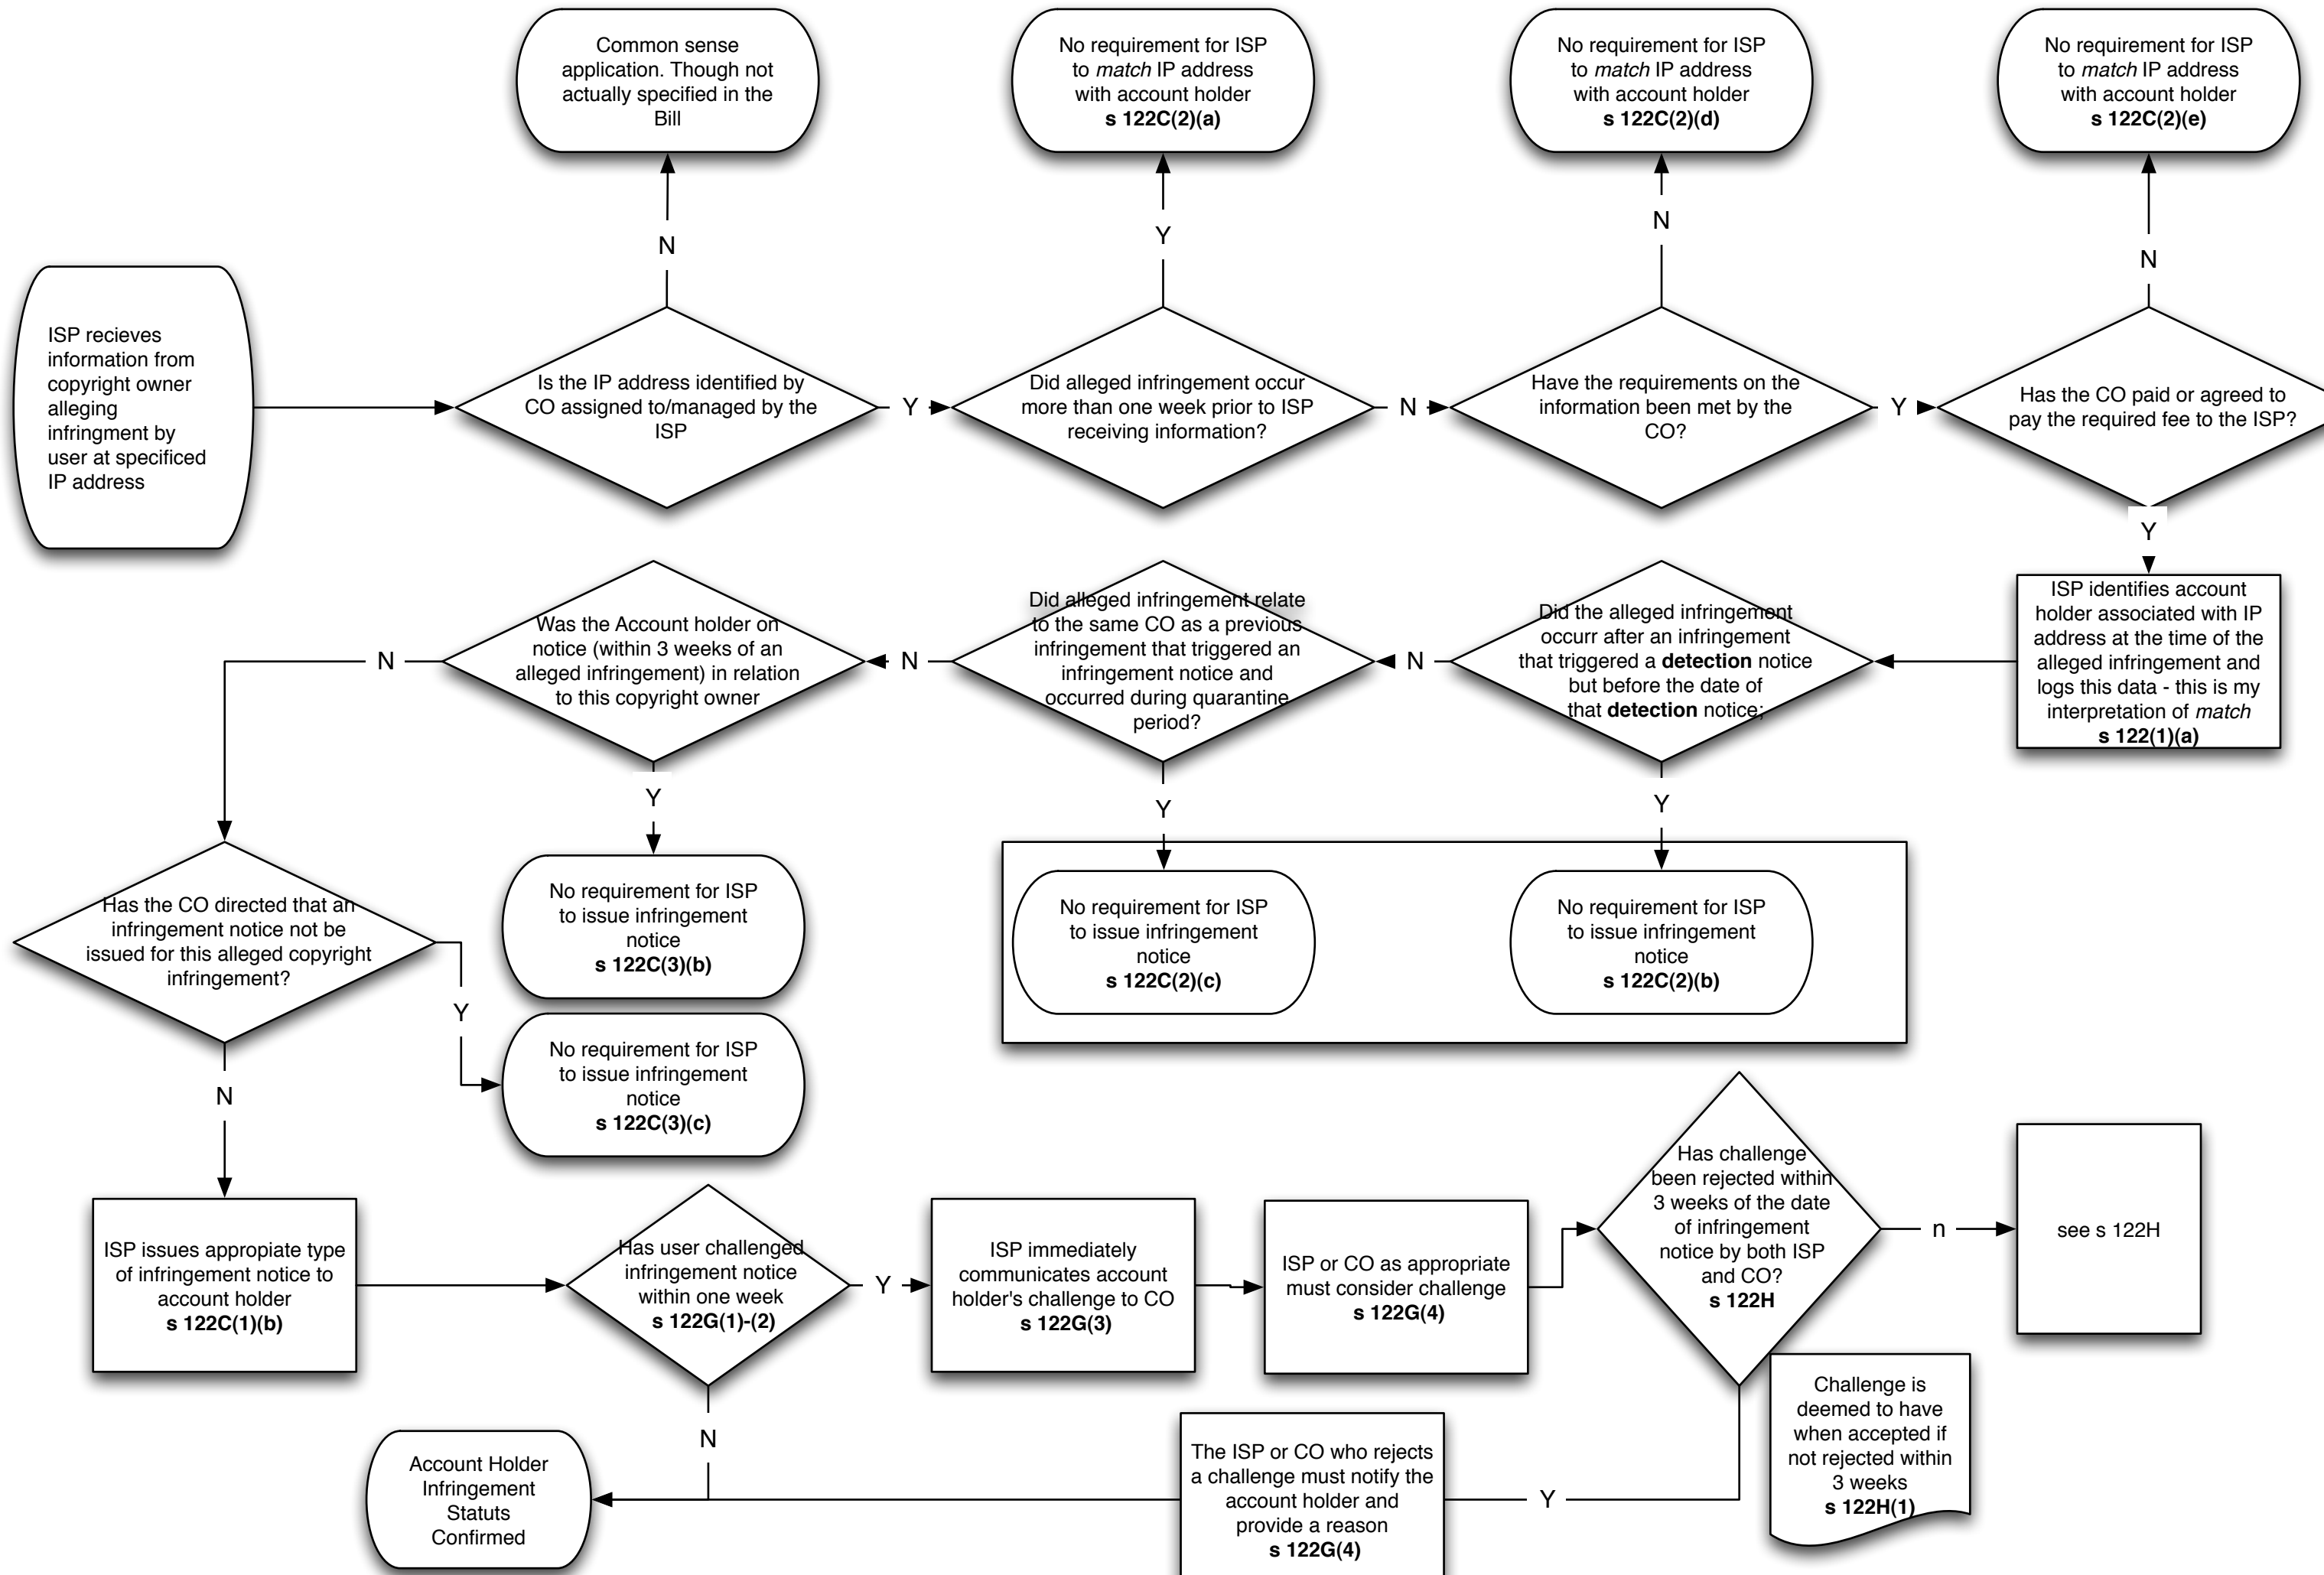 Common sense
application. Though not
actually specified in the
Bill
No requirement for ISP
to match IP address
with account holder
s 122C(2)(a)
No requirement for ISP
to match IP address
with account holder
s 122C(2)(d)
No requirement for ISP
to match IP address
with account holder
s 122C(2)(e)
N
Y
N
N
ISP recieves
information from
copyright owner
alleging
infringment by
user at specificed
IP address
Is the IP address identified by
CO assigned to/managed by the
ISP
Y
Did alleged infringement occur
more than one week prior to ISP
receiving information?
N
Have the requirements on the
information been met by the
CO?
Y
Has the CO paid or agreed to
pay the required fee to the ISP?
Y
ISP identifies account
holder associated with IP
address at the time of the
alleged infringement and
logs this data - this is my
interpretation of match
s 122(1)(a)
Did the alleged infringement
occurr after an infringement
that triggered a detection notice
but before the date of
that detection notice;
N
Did alleged infringement relate
to the same CO as a previous
infringement that triggered an
infringement notice and
occurred during quarantine
period?
N
Was the Account holder on
notice (within 3 weeks of an
alleged infringement) in relation
to this copyright owner
N
Y
Y
Y
No requirement for ISP
to issue infringement
notice
s 122C(3)(b)
No requirement for ISP
to issue infringement
notice
s 122C(2)(c)
No requirement for ISP
to issue infringement
notice
s 122C(2)(b)
Has the CO directed that an
infringement notice not be
issued for this alleged copyright
infringement?
Y
No requirement for ISP
to issue infringement
notice
s 122C(3)(c)
N
ISP issues appropiate type
of infringement notice to
account holder
s 122C(1)(b)
Has user challenged
infringement notice
within one week
s 122G(1)-(2)
Y
ISP immediately
communicates account
holder's challenge to CO
s 122G(3)
ISP or CO as appropriate
must consider challenge
s 122G(4)
Has challenge
been rejected within
3 weeks of the date
of infringement
notice by both ISP
and CO?
s 122H
n
see s 122H
Challenge is
deemed to have
when accepted if
not rejected within
3 weeks
s 122H(1)
N
Y
The ISP or CO who rejects
a challenge must notify the
account holder and
provide a reason
s 122G(4)
Account Holder
Infringement
Statuts
Confirmed